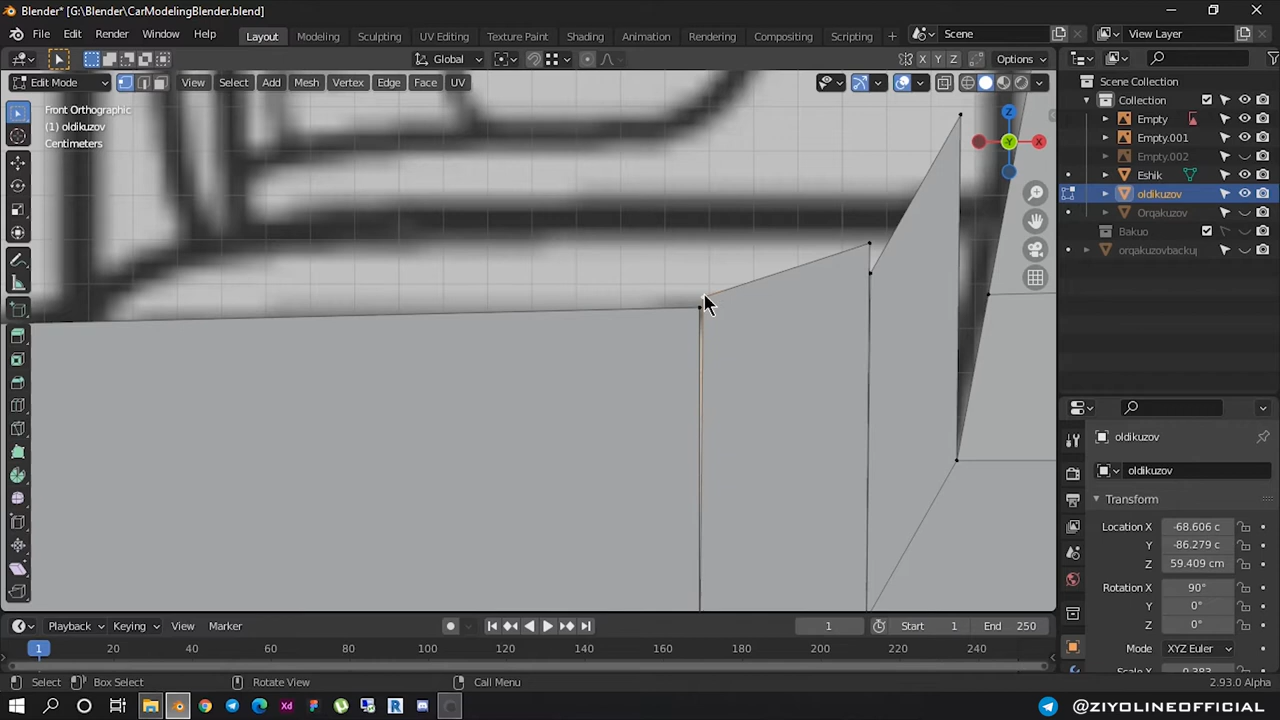 Blender* [G:\Blender\CarModelingBlender.blend]
File Edit Render Window Help Layout Modeling Sculpting UV Editing Texture Paint Shading Animation Rendering Compositing Scripting + Scene View Layer
Global X Y Z Options
Edit Mode View Select Add Mesh Vertex Edge Face UV
Front Orthographic
(1) oldikuzov
Centimeters
Z
Y
X
Scene Collection
Collection
Empty
Empty.001
Empty.002
Eshik
oldikuzov
Orqakuzov
Bakuo
orqakuzovbackup
oldikuzov
oldikuzov
Transform
Location X -68.606 c
Y -86.279 c
Z 59.409 cm
Rotation X 90°
Y 0°
Z 0°
Mode XYZ Euler
Scale X 0.383
Playback Keying View Marker 1 Start 1 End 250
1 20 40 60 80 100 120 140 160 180 200 220 240
Select Box Select Rotate View Call Menu 2.93.0 Alpha
@ZIYOLINEOFFICIAL